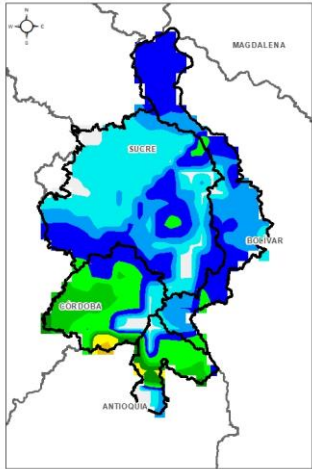 N
W E
S
MAGDALENA
SUCRE
BOLIVAR
CÓRDOBA
ANTIOQUIA